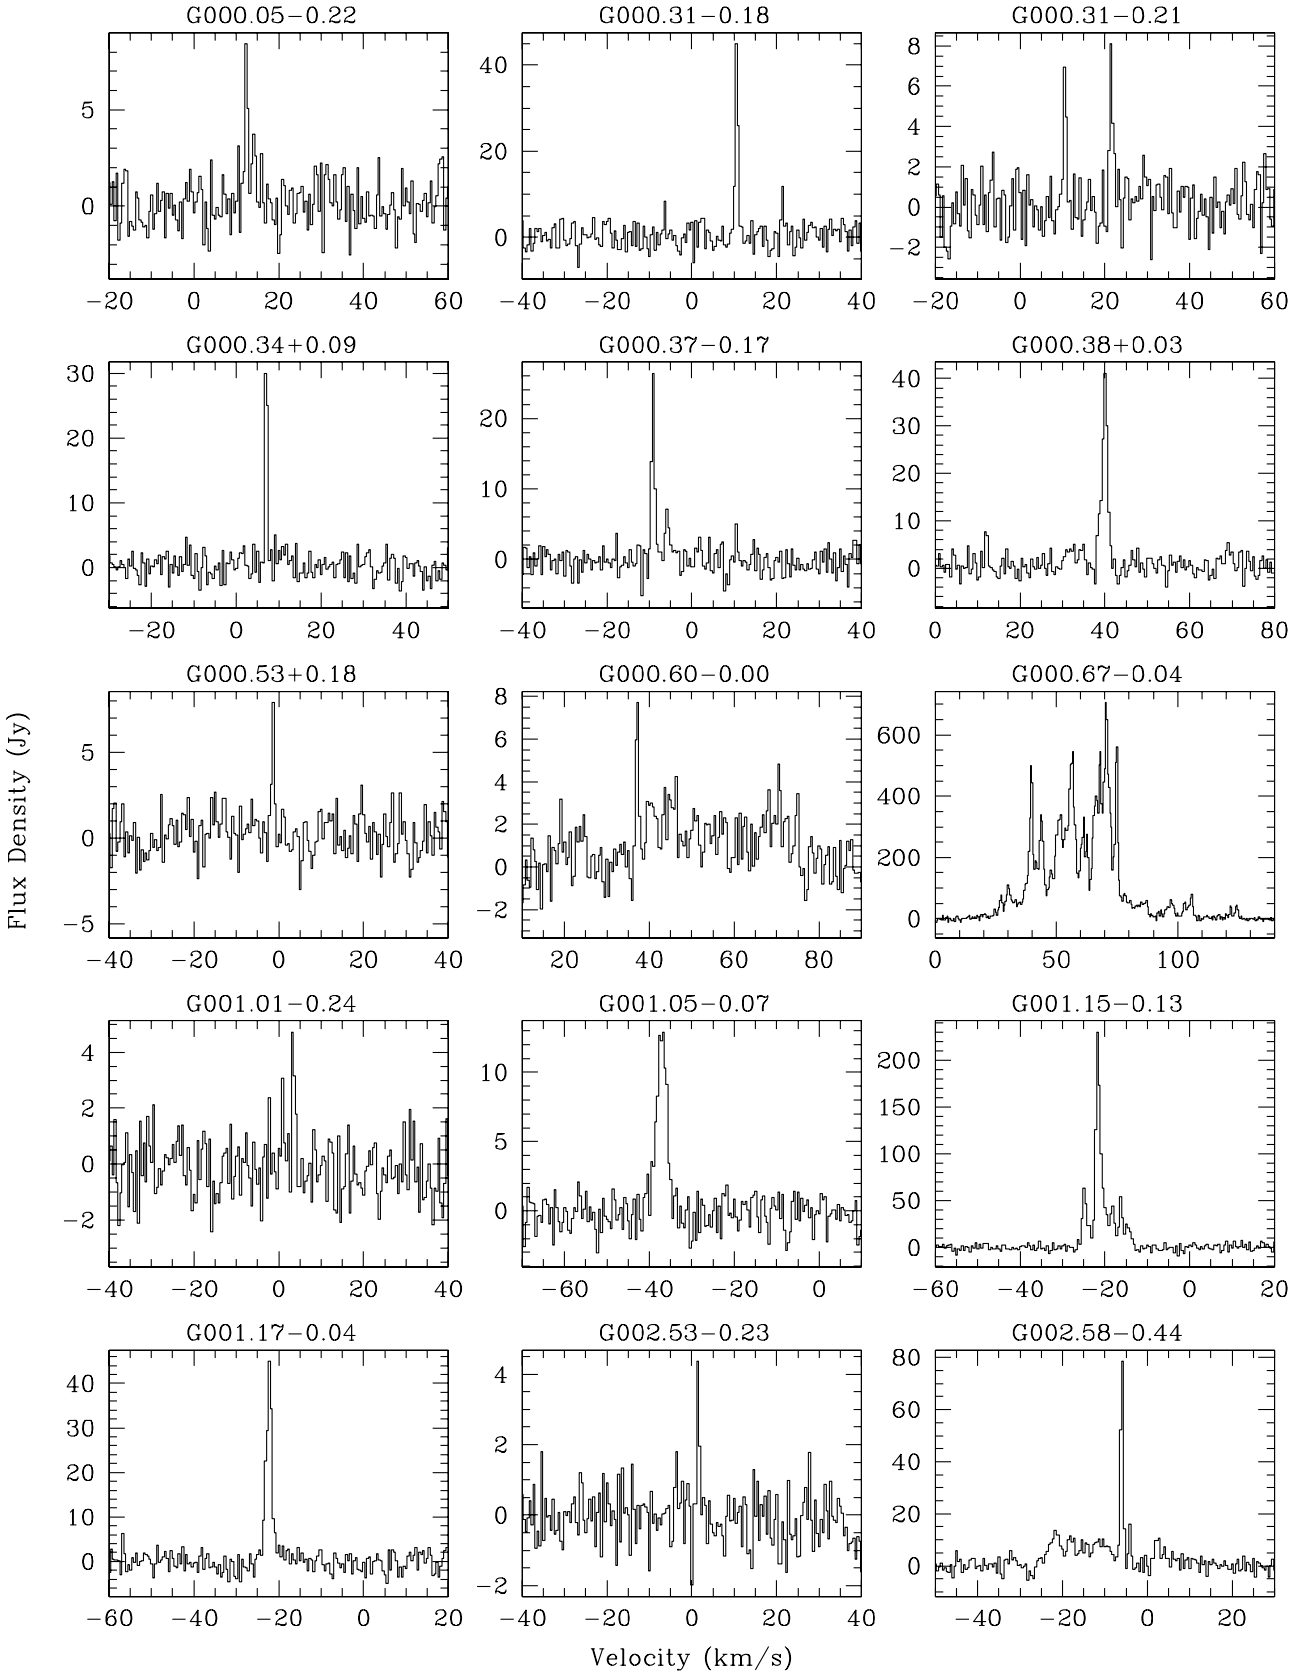 G000.05−0.22 G000.31−0.18 G000.31−0.21
5 40 8
6
20 4
2
0 0 0
−2
−20 0 20 40 60 −40 −20 0 20 40 −20 0 20 40 60
G000.34+0.09 G000.37−0.17 G000.38+0.03
30 20 40
20 30
10 10 20
10
0 0 0
−20 0 20 40 −40 −20 0 20 40 0 20 40 60 80
G000.53+0.18 G000.60−0.00 G000.67−0.04
5 8 600
6
4 400
0 2 200
0
−5 −2 0
−40 −20 0 20 40 20 40 60 80 0 50 100
G001.01−0.24 G001.05−0.07 G001.15−0.13
4 10 200
2 150
0 5 100
50
−2 0 0
−40 −20 0 20 40 −60 −40 −20 0 −60 −40 −20 0 20
G001.17−0.04 G002.53−0.23 G002.58−0.44
40 4 80
30 2 60
20 40
10 0 20
0 −2 0
−60 −40 −20 0 20 −40 −20 0 20 40 −40 −20 0 20
Flux Density (Jy)
Velocity (km/s)